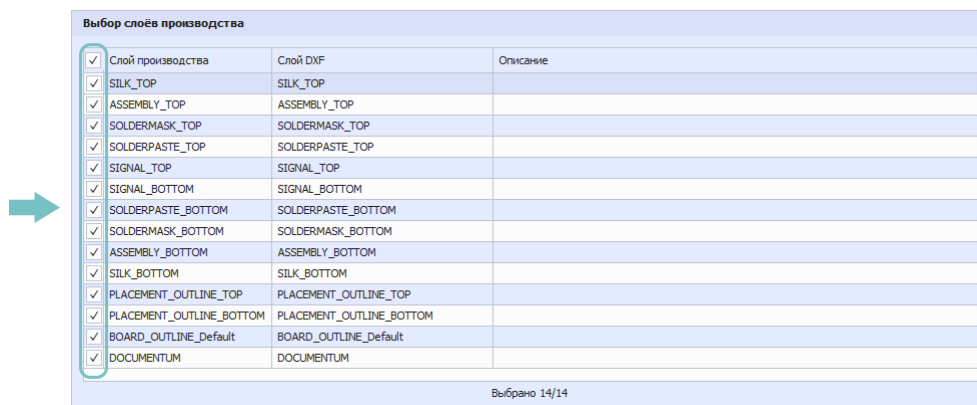 Выбор слоёв производства
Слой производства Слой DXF Описание
SILK_TOP SILK_TOP
ASSEMBLY_TOP ASSEMBLY_TOP
SOLDERMASK_TOP SOLDERMASK_TOP
SOLDERPASTE_TOP SOLDERPASTE_TOP
SIGNAL_TOP SIGNAL_TOP
SIGNAL_BOTTOM SIGNAL_BOTTOM
SOLDERPASTE_BOTTOM SOLDERPASTE_BOTTOM
SOLDERMASK_BOTTOM SOLDERMASK_BOTTOM
ASSEMBLY_BOTTOM ASSEMBLY_BOTTOM
SILK_BOTTOM SILK_BOTTOM
PLACEMENT_OUTLINE_TOP PLACEMENT_OUTLINE_TOP
PLACEMENT_OUTLINE_BOTTOM PLACEMENT_OUTLINE_BOTTOM
BOARD_OUTLINE_Default BOARD_OUTLINE_Default
DOCUMENTUM DOCUMENTUM
Выбрано 14/14